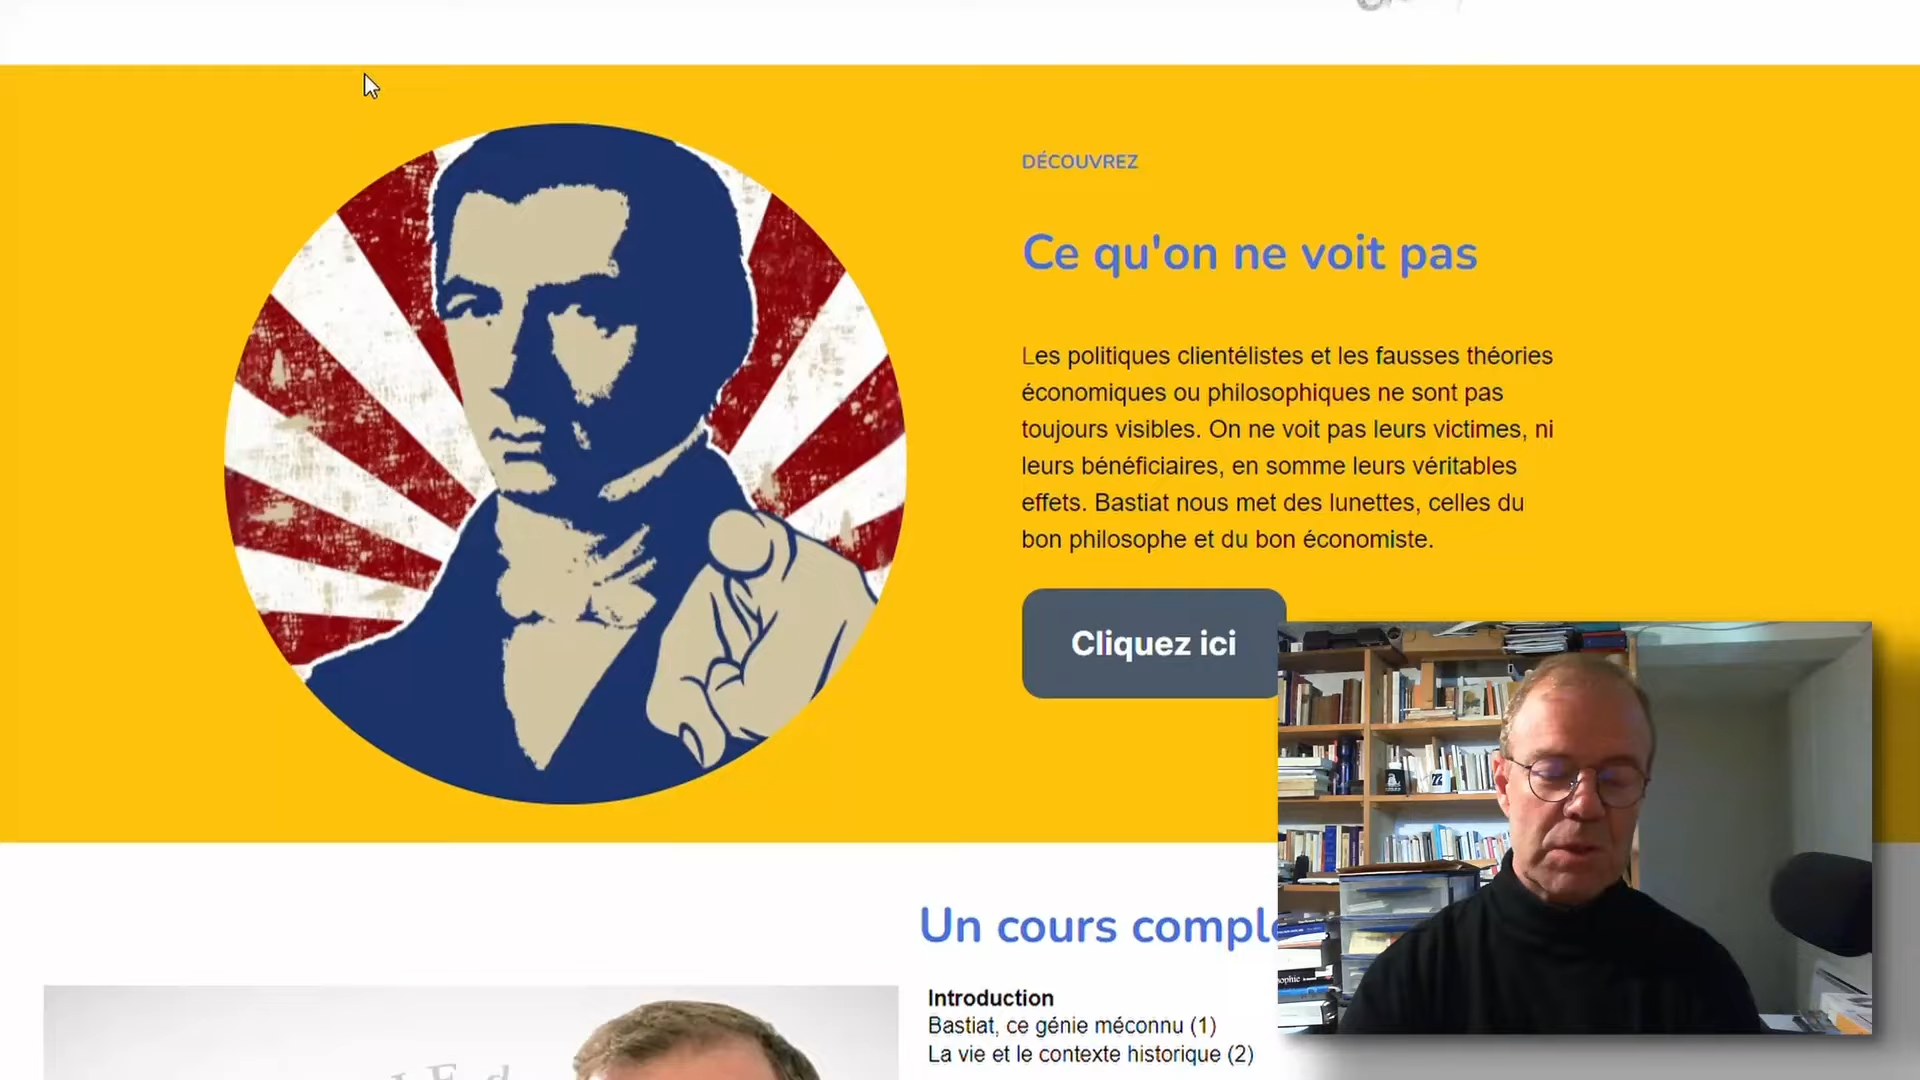 DÉCOUVREZ
Ce qu'on ne voit pas
Les politiques clientélistes et les fausses théories
économiques ou philosophiques ne sont pas
toujours visibles. On ne voit pas leurs victimes, ni
leurs bénéficiaires, en somme leurs véritables
effets. Bastiat nous met des lunettes, celles du
bon philosophe et du bon économiste.
Cliquez ici
Un cours
Introduction
Bastiat, ce génie méconnu (1)
La vie et le contexte historique (2)